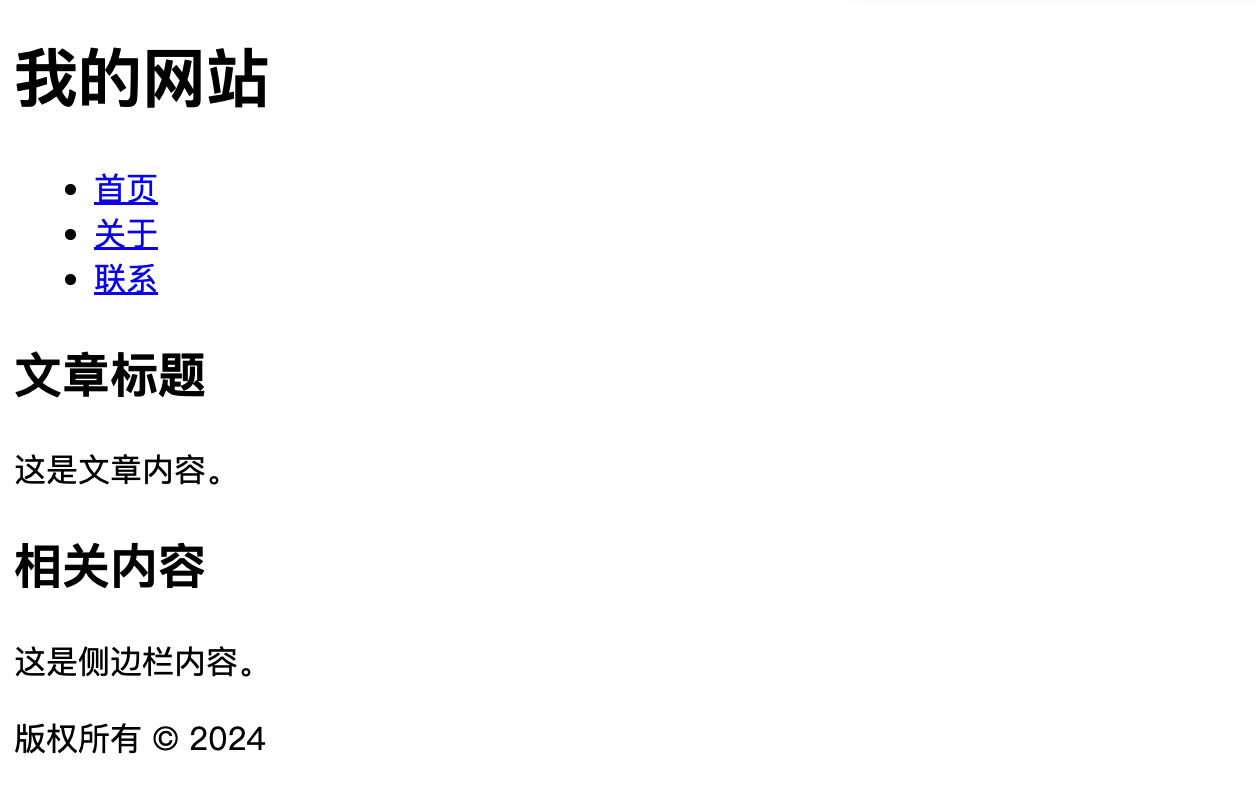 我的网站
首页
关于
联系
文章标题
这是文章内容。
相关内容
这是侧边栏内容。
版权所有 © 2024